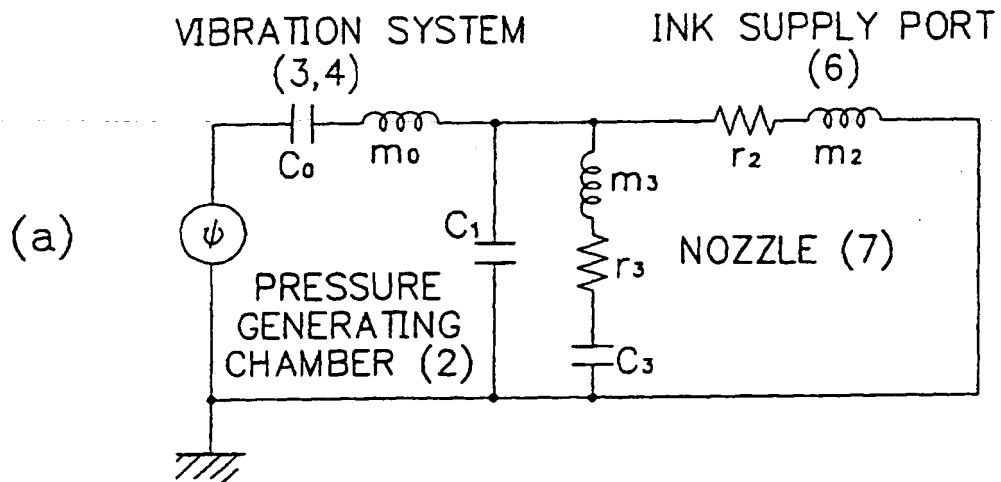 VIBRATION SYSTEM
(3,4)
INK SUPPLY PORT
(6)
C₀
m₀
r₂
m₂
(a)
ψ
C₁
m₃
r₃
NOZZLE (7)
PRESSURE
GENERATING
CHAMBER (2)
C₃